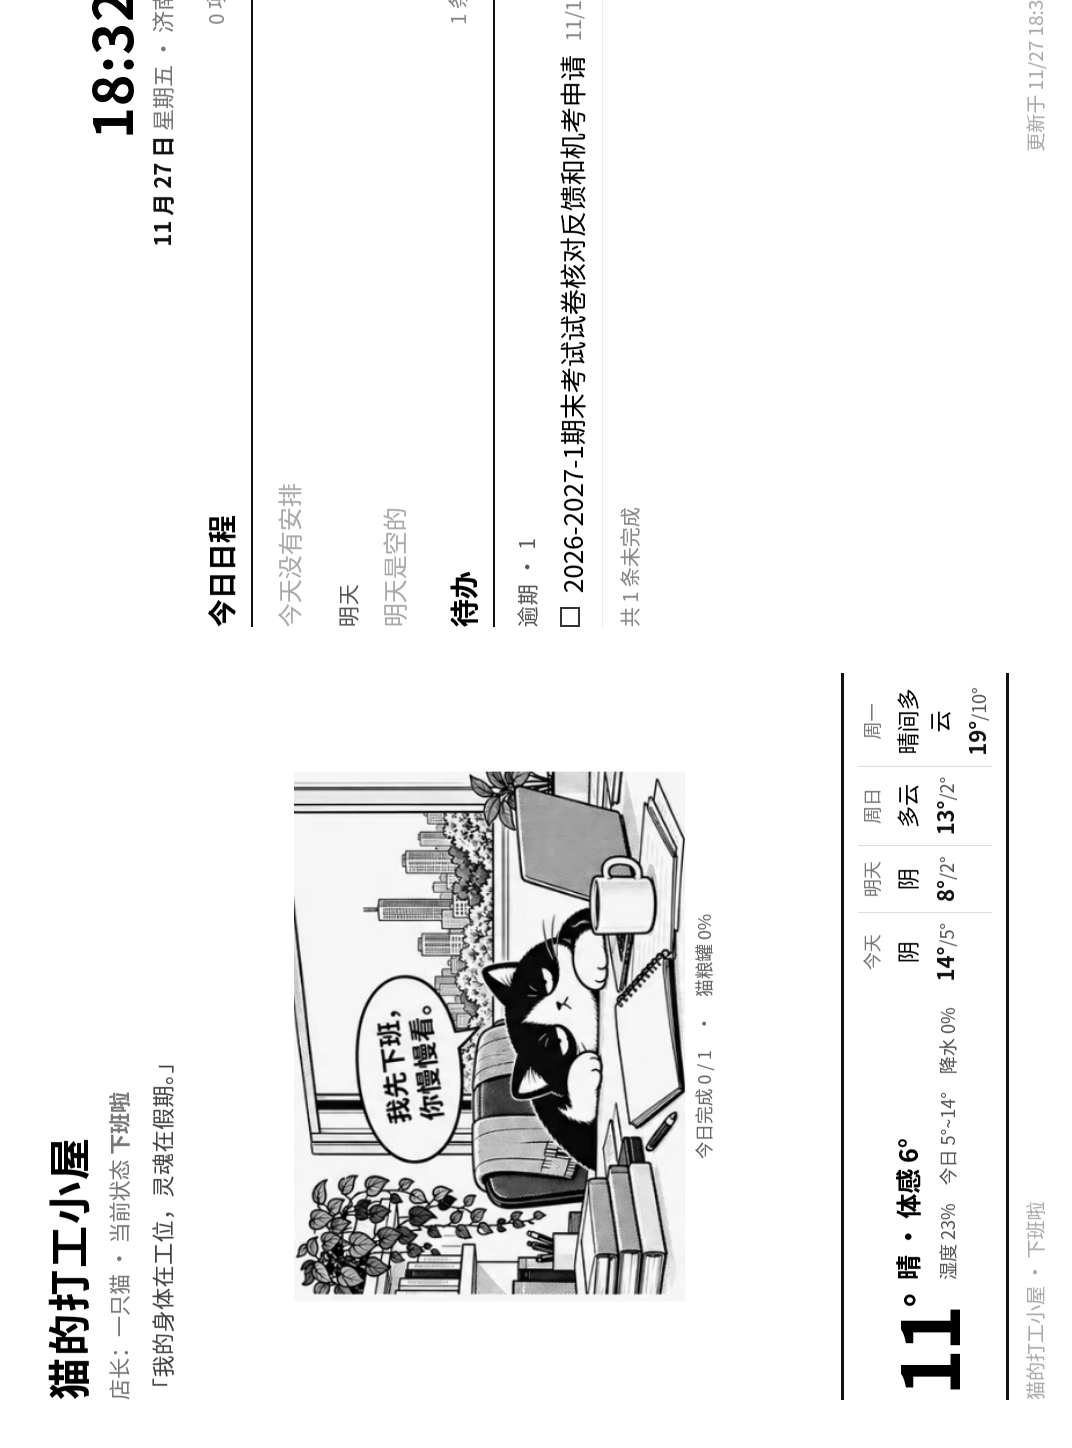 猫的打工小屋
店长：一只猫 · 当前状态 下班啦
「我的身体在工位，灵魂在假期。」
我先下班，
你慢慢看。
今日完成 0 / 1 · 猫粮罐 0%
11° 晴 · 体感 6°
湿度 23% 今日 5°~14° 降水 0%
今天
阴
14°/5°
明天
阴
8°/2°
周日
多云
13°/2°
周一
晴间多
云
19°/10°
猫的打工小屋 · 下班啦
18:32
11 月 27 日 星期五 · 济南
今日日程 0
今天没有安排
明天
明天是空的
待办 1
逾期 · 1
2026-2027-1期末考试试卷核对反馈和机考申请 11/1
共 1 条未完成
更新于 11/27 18:3